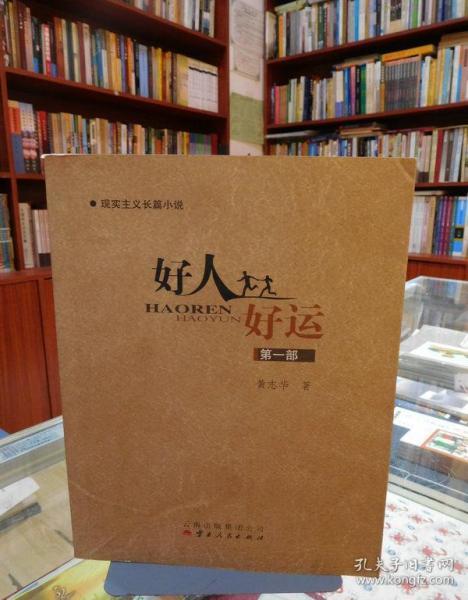 ● 现实主义长篇小说
好人
HAOREN
HAOYUN
好运
第一部
黄志华 著
云南出版集团公司
云南人民出版社
孔夫子旧书网
www.kongfz.com